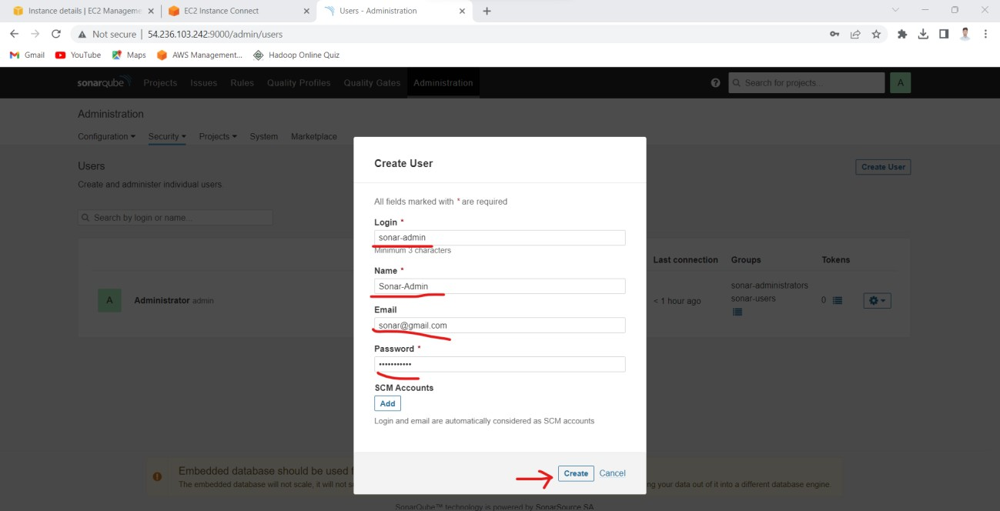 Instance details | EC2 Manageme
EC2 Instance Connect
Users - Administration
Not secure | 54.236.103.242:9000/admin/users
Gmail YouTube Maps AWS Management... Hadoop Online Quiz
sonarqube Projects Issues Rules Quality Profiles Quality Gates Administration Search for projects... A
Administration
Configuration Security Projects System Marketplace
Users
Create User
Create and administer individual users
Search by login or name...
Last connection Groups Tokens
A Administrator admin < 1 hour ago sonar-administrators
sonar-users
0
Create User
All fields marked with * are required
Login *
sonar-admin
Minimum 3 characters
Name *
Sonar-Admin
Email
sonar@gmail.com
Password *
•••••••••••
SCM Accounts
Add
Login and email are automatically considered as SCM accounts
Create Cancel
Embedded database should be used f
The embedded database will not scale, it will not s
ng your data out of it into a different database engine.
SonarQube™ technology is powered by SonarSource SA